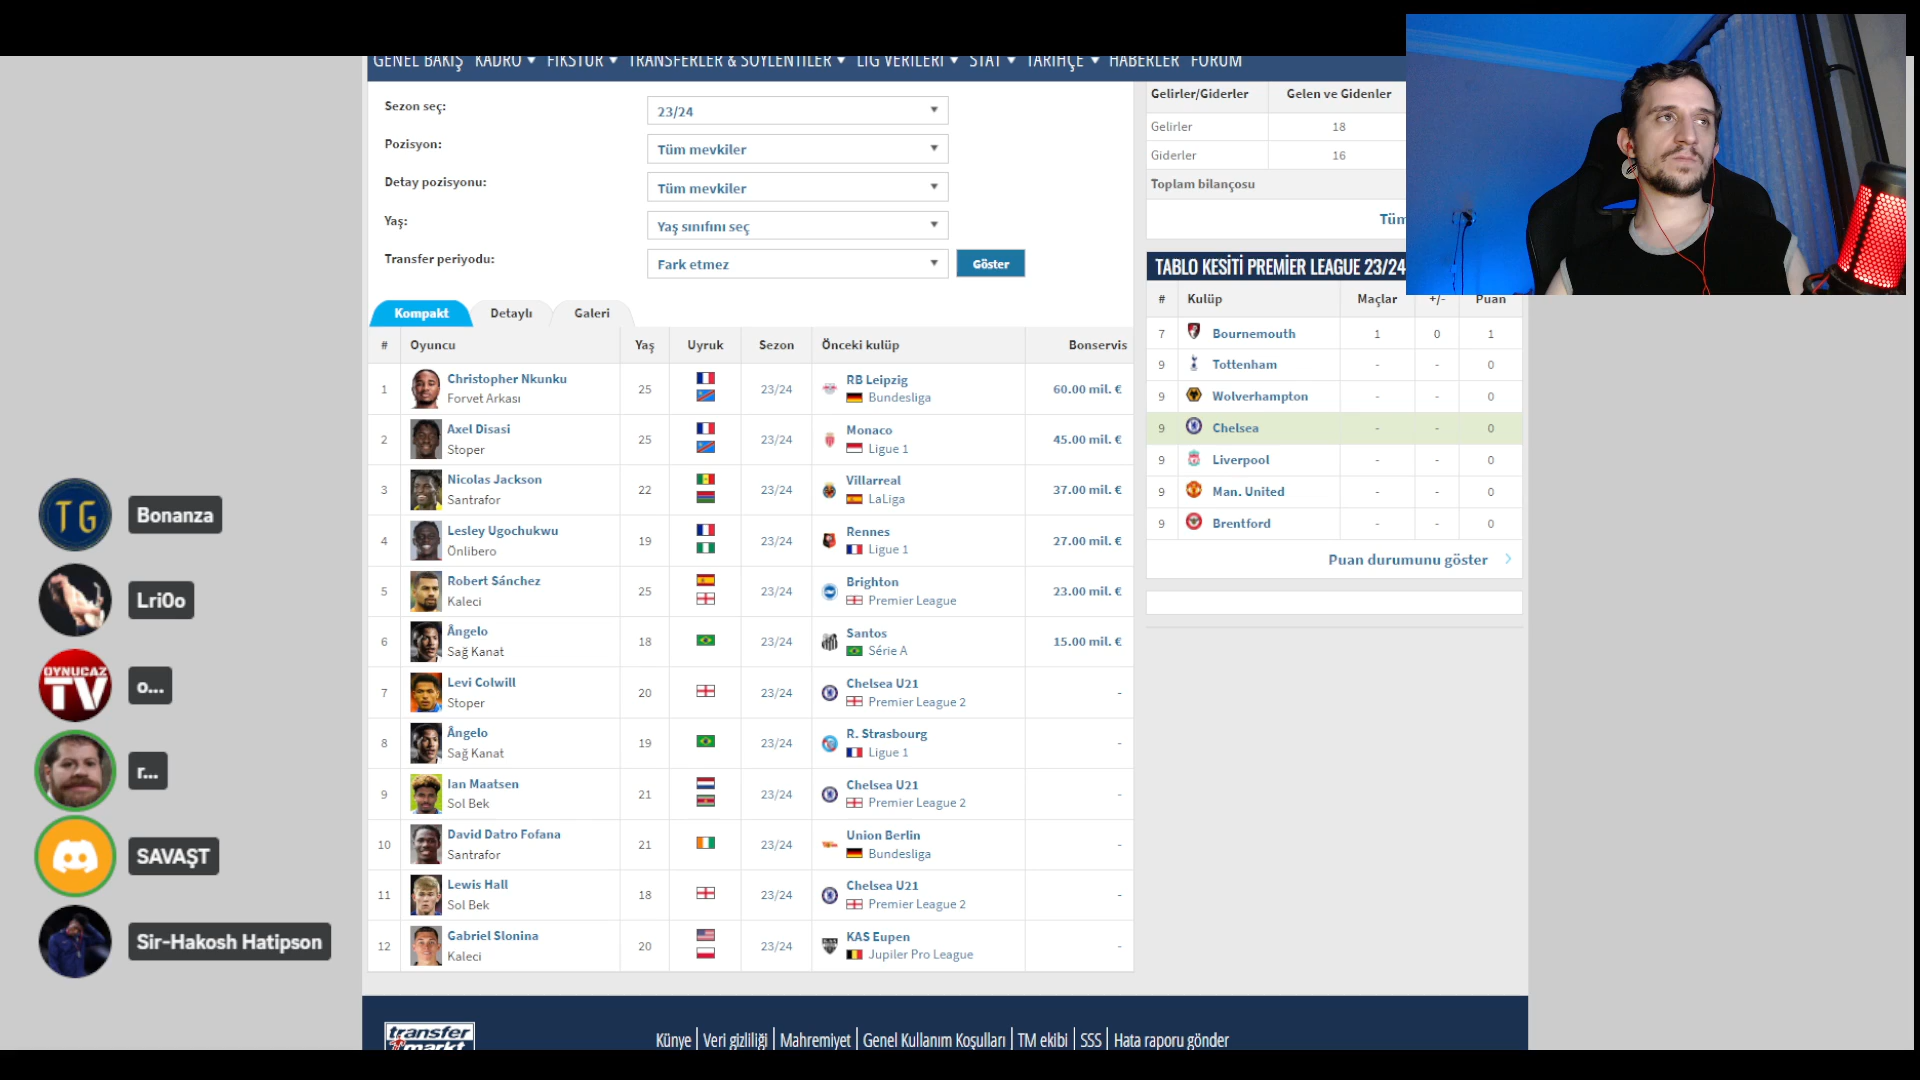 GENEL BAKIŞ KADRO FİKSTÜR TRANSFERLER & SÖYLENTİLER LİG VERİLERİ STAT TARİHÇE HABERLER FORUM
Sezon seç: 23/24
Pozisyon: Tüm mevkiler
Detay pozisyonu: Tüm mevkiler
Yaş: Yaş sınıfını seç
Transfer periyodu: Fark etmez Göster
Kompakt Detaylı Galeri
# Oyuncu Yaş Uyruk Sezon Önceki kulüp Bonservis
1 Christopher Nkunku 25 23/24 RB Leipzig 60.00 mil. €
Forvet Arkası Bundesliga
2 Axel Disasi 25 23/24 Monaco 45.00 mil. €
Stoper Ligue 1
3 Nicolas Jackson 22 23/24 Villarreal 37.00 mil. €
Santrafor LaLiga
4 Lesley Ugochukwu 19 23/24 Rennes 27.00 mil. €
Önlibero Ligue 1
5 Robert Sánchez 25 23/24 Brighton 23.00 mil. €
Kaleci Premier League
6 Ângelo 18 23/24 Santos 15.00 mil. €
Sağ Kanat Série A
7 Levi Colwill 20 23/24 Chelsea U21 -
Stoper Premier League 2
8 Ângelo 19 23/24 R. Strasbourg -
Sağ Kanat Ligue 1
9 Ian Maatsen 21 23/24 Chelsea U21 -
Sol Bek Premier League 2
10 David Datro Fofana 21 23/24 Union Berlin -
Santrafor Bundesliga
11 Lewis Hall 18 23/24 Chelsea U21 -
Sol Bek Premier League 2
12 Gabriel Slonina 20 23/24 KAS Eupen -
Kaleci Jupiler Pro League
Gelirler/Giderler Gelen ve Gidenler
Gelirler 18
Giderler 16
Toplam bilançosu
Tüm
TABLO KESİTİ PREMİER LEAGUE 23/24
# Kulüp Maçlar +/- Puan
7 Bournemouth 1 0 1
9 Tottenham - - 0
9 Wolverhampton - - 0
9 Chelsea - - 0
9 Liverpool - - 0
9 Man. United - - 0
9 Brentford - - 0
Puan durumunu göster
TG Bonanza
Lri0o
OYNUCAZ
TV o...
r...
SAVAŞT
Sir-Hakosh Hatipson
transfer
markt
Künye | Veri gizliliği | Mahremiyet | Genel Kullanım Koşulları | TM ekibi | SSS | Hata raporu gönder